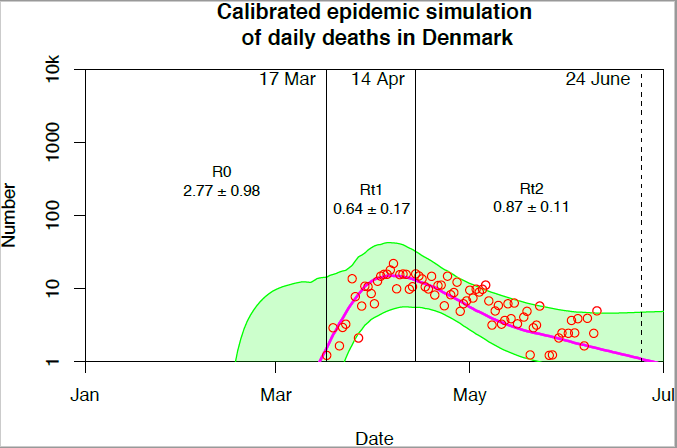 Calibrated epidemic simulation
of daily deaths in Denmark
10k
17 Mar
14 Apr
24 June
1000
R0
2.77 ± 0.98
Rt1
0.64 ± 0.17
Rt2
0.87 ± 0.11
Number
100
10
1
Jan
Mar
May
Jul
Date